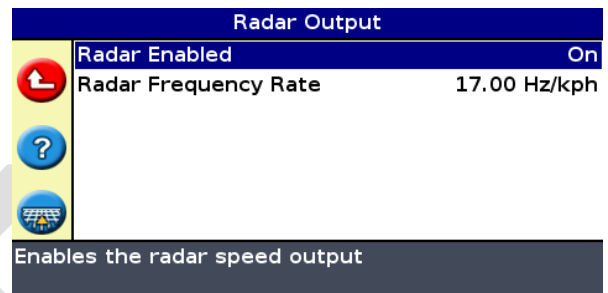 Radar Output
Radar Enabled On
Radar Frequency Rate 17.00 Hz/kph
?
Enables the radar speed output